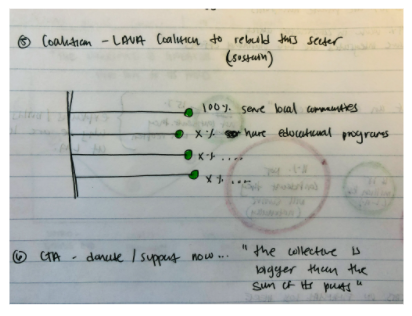 ⑤ Coalition - LAVA Coalition to rebuild this sector
(sustain)
100% serve local communities
X% have educational programs
X% ....
X% ....
⑥ CTA - donate / support now... "the collective is
bigger than the
sum of its parts"